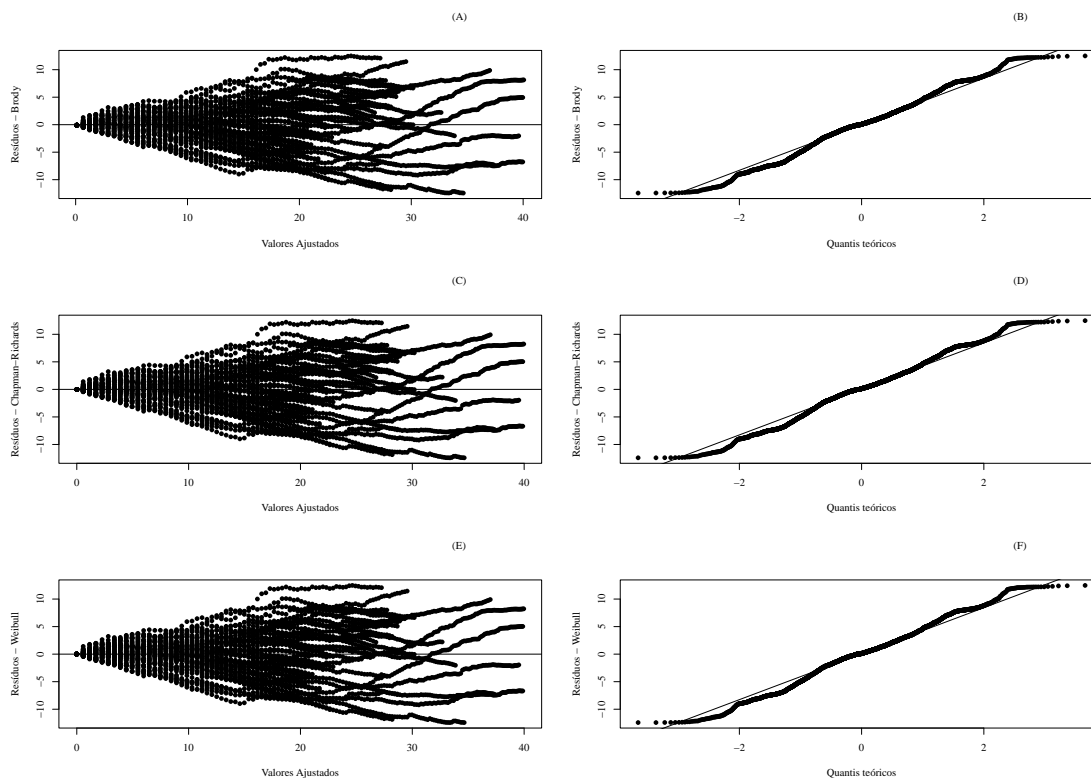 (A)
Resíduos − Brody
10
5
0
−5
−10
0 10 20 30 40
Valores Ajustados
(B)
Resíduos − Brody
10
5
0
−5
−10
−2 0 2
Quantis teóricos
(C)
Resíduos − Chapman−Richards
10
5
0
−5
−10
0 10 20 30 40
Valores Ajustados
(D)
Resíduos − Chapman−Richards
10
5
0
−5
−10
−2 0 2
Quantis teóricos
(E)
Resíduos − Weibull
10
5
0
−5
−10
0 10 20 30 40
Valores Ajustados
(F)
Resíduos − Weibull
10
5
0
−5
−10
−2 0 2
Quantis teóricos